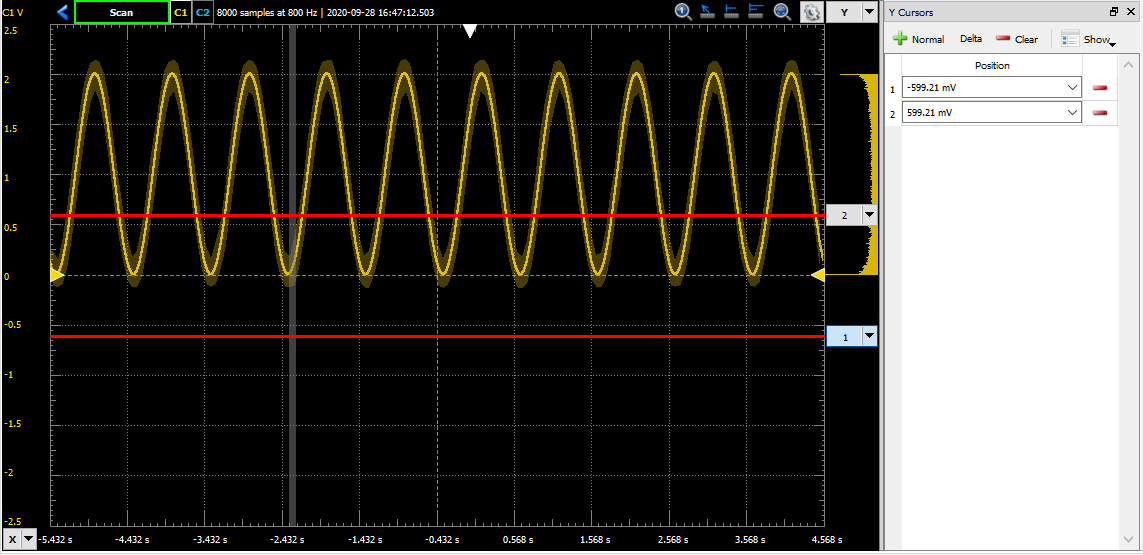 C1 V
Scan
C1
C2
8000 samples at 800 Hz | 2020-09-28 16:47:12.503
Y
2.5
2
1.5
1
0.5
0
-0.5
-1
-1.5
-2
-2.5
2
1
X
-5.432 s
-4.432 s
-3.432 s
-2.432 s
-1.432 s
-0.432 s
0.568 s
1.568 s
2.568 s
3.568 s
4.568 s
Y Cursors
Normal
Delta
Clear
Show
Position
1
-599.21 mV
2
599.21 mV